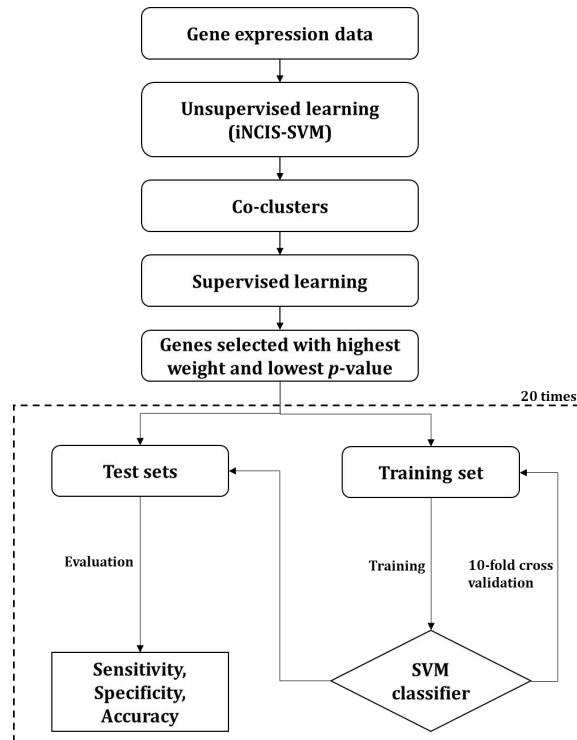 Gene expression data
Unsupervised learning
(iNCIS-SVM)
Co-clusters
Supervised learning
Genes selected with highest
weight and lowest p-value
20 times
Test sets
Training set
Evaluation
Training
10-fold cross
validation
Sensitivity,
Specificity,
Accuracy
SVM
classifier